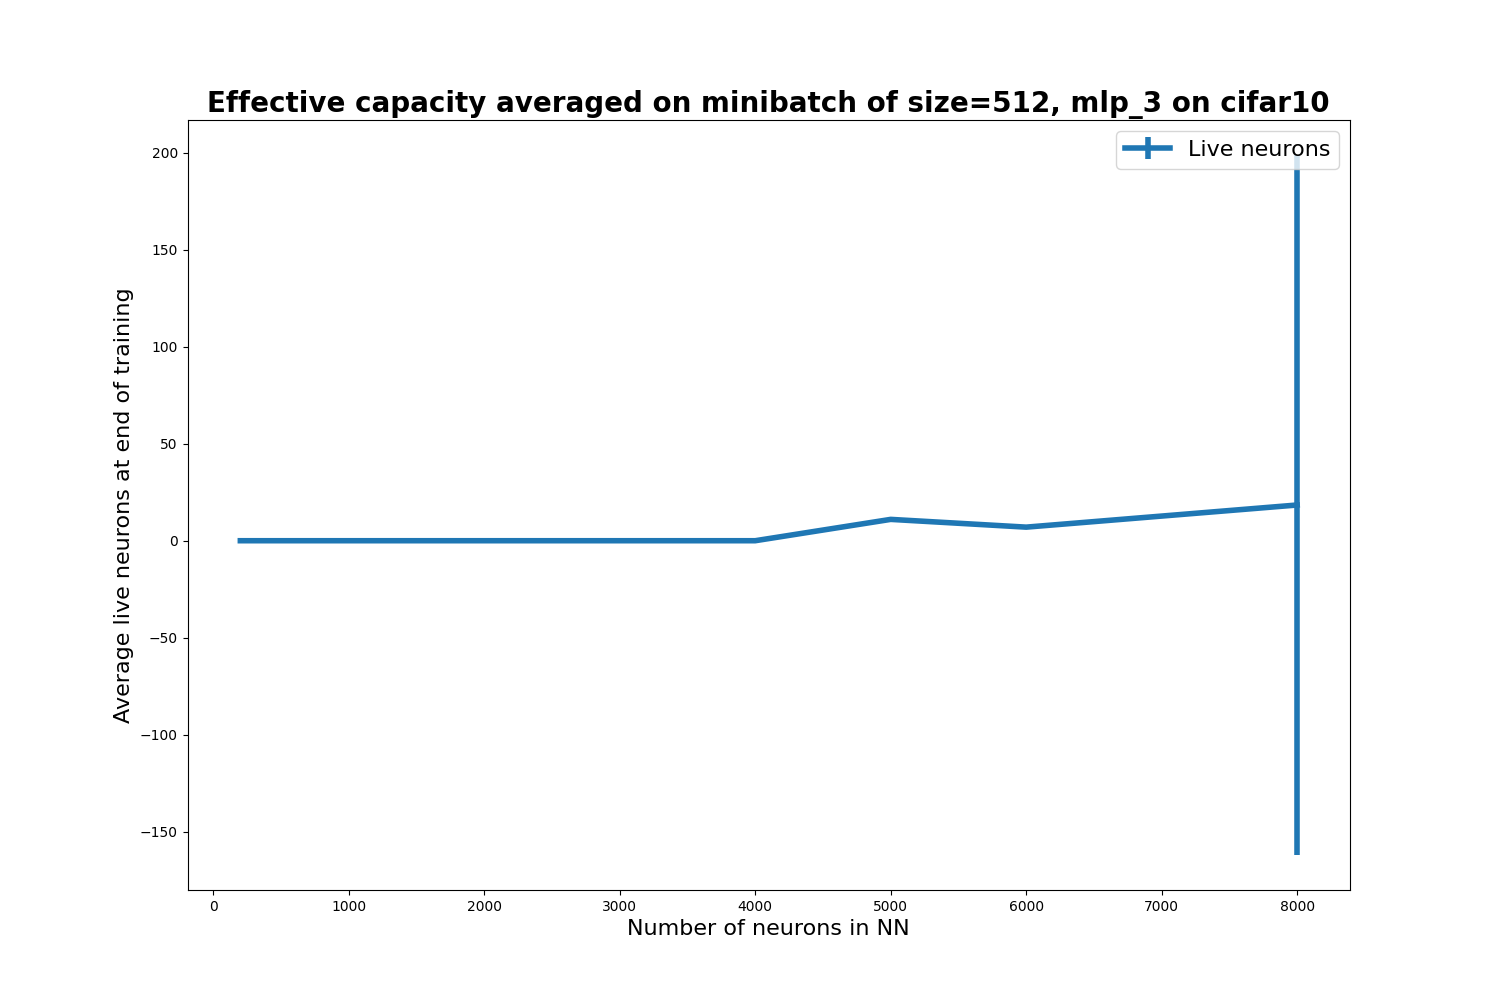 Effective capacity averaged on minibatch of size=512, mlp_3 on cifar10
Live neurons
200
150
100
50
0
−50
−100
−150
Average live neurons at end of training
0 1000 2000 3000 4000 5000 6000 7000 8000
Number of neurons in NN